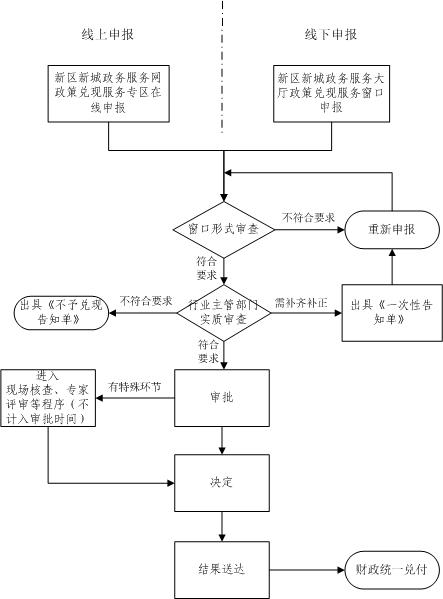 线上申报
线下申报
新区新城政务服务网
政策兑现服务专区在
线申报
新区新城政务服务大
厅政策兑现服务窗口
申报
窗口形式审查
不符合要求
重新申报
符合
要求
出具《不予兑现
告知单》
不符合要求
行业主管部门
实质审查
需补齐补正
出具《一次性告
知单》
符合
要求
进入
现场核查、专家
评审等程序（不
计入审批时间）
有特殊环节
审批
决定
结果送达
财政统一兑付